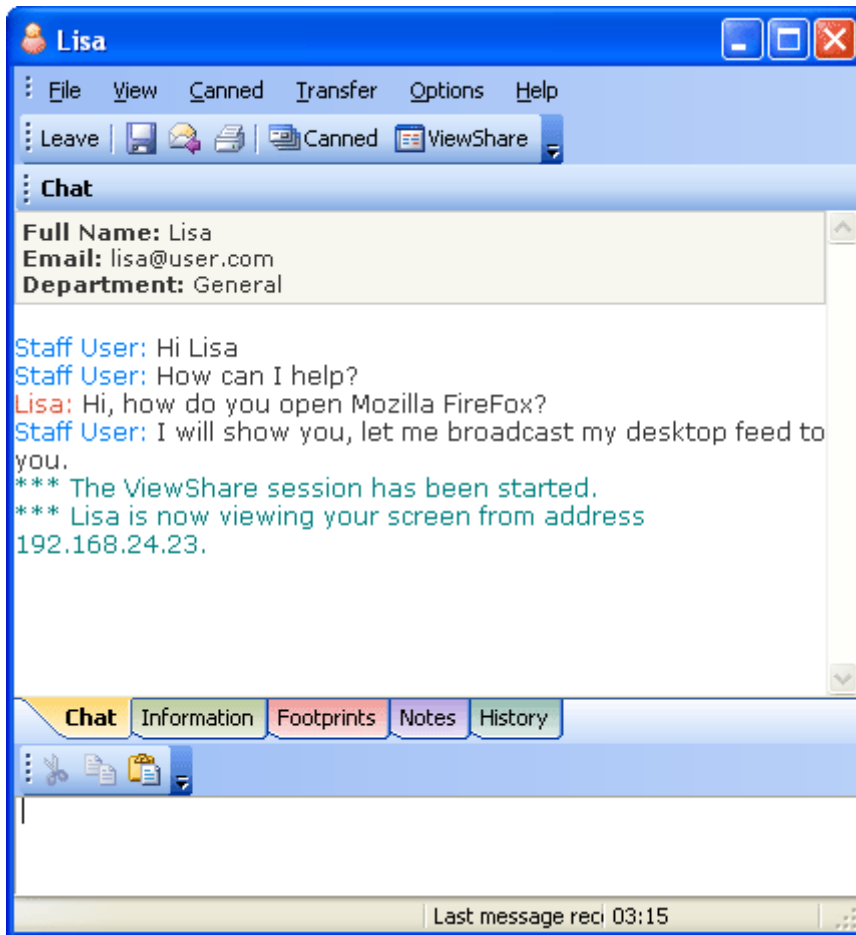 Lisa
File View Canned Transfer Options Help
Leave Canned ViewShare
Chat
Full Name: Lisa
Email: lisa@user.com
Department: General
Staff User: Hi Lisa
Staff User: How can I help?
Lisa: Hi, how do you open Mozilla FireFox?
Staff User: I will show you, let me broadcast my desktop feed to
you.
*** The ViewShare session has been started.
*** Lisa is now viewing your screen from address
192.168.24.23.
Chat Information Footprints Notes History
Last message rec 03:15